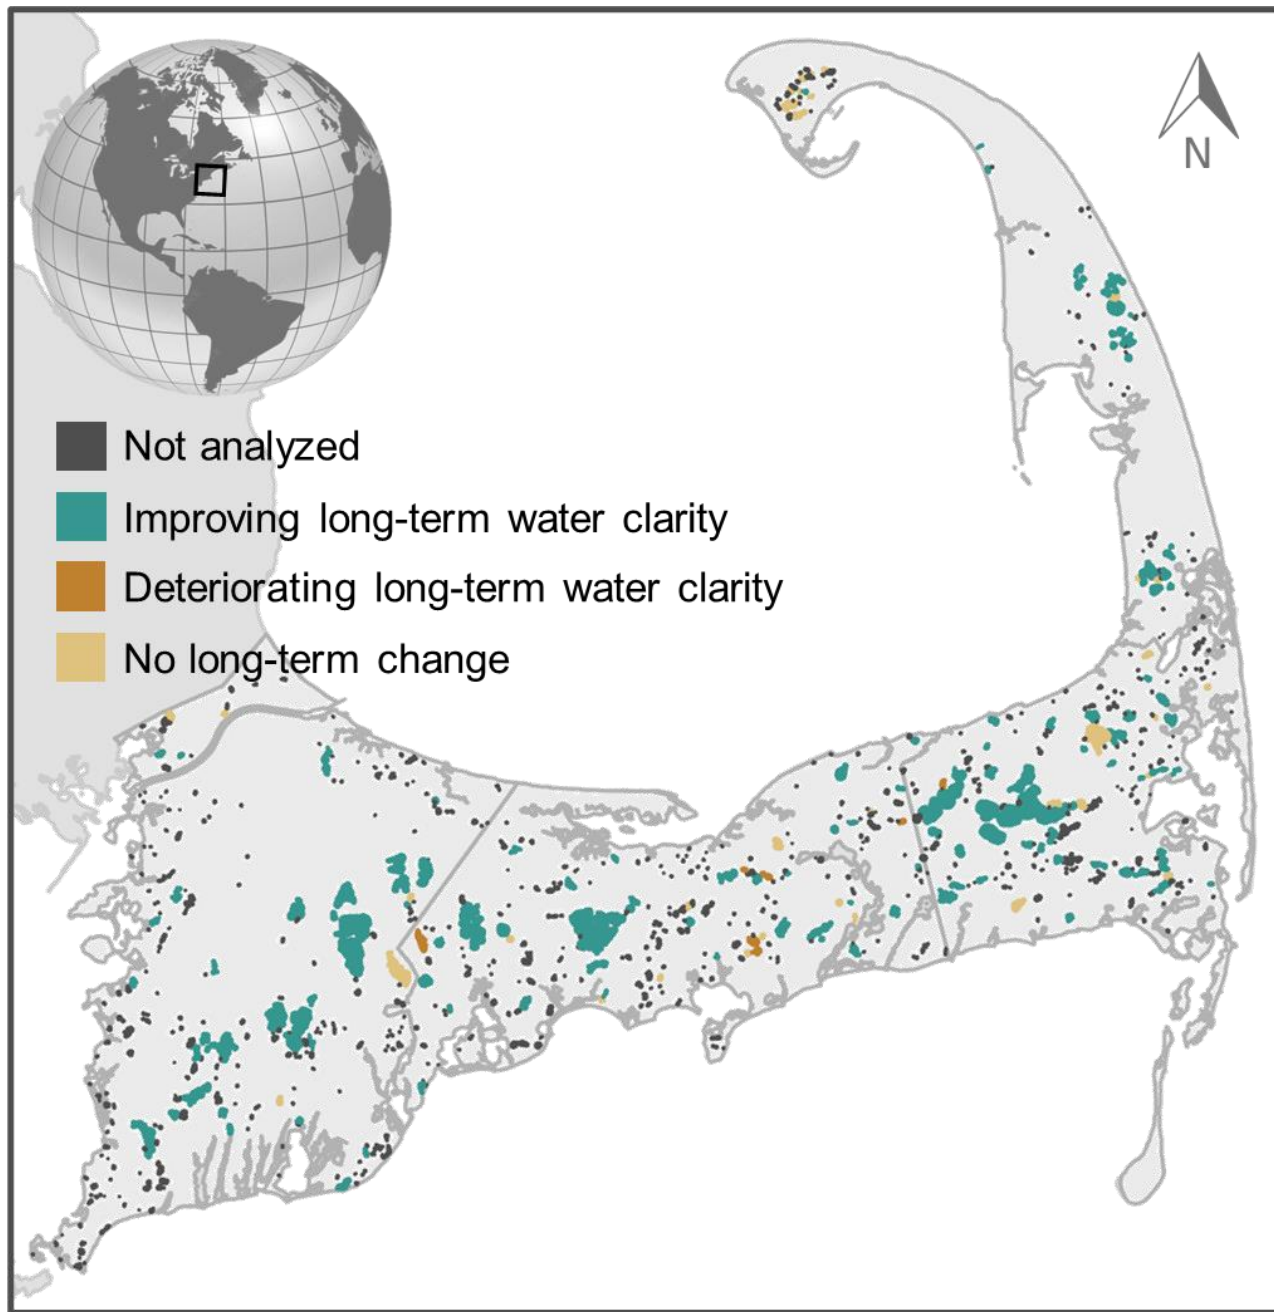 N
Not analyzed
Improving long-term water clarity
Deteriorating long-term water clarity
No long-term change